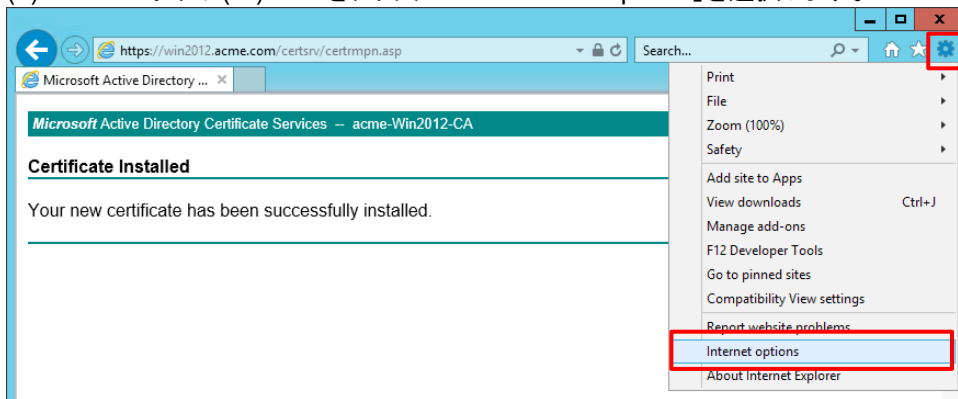 https://win2012.acme.com/certsrv/certrmpn.asp
Search...
Microsoft Active Directory ...
Print
File
Zoom (100%)
Safety
Add site to Apps
View downloads Ctrl+J
Manage add-ons
F12 Developer Tools
Go to pinned sites
Compatibility View settings
Report website problems
Internet options
About Internet Explorer
Microsoft Active Directory Certificate Services -- acme-Win2012-CA
Certificate Installed
Your new certificate has been successfully installed.